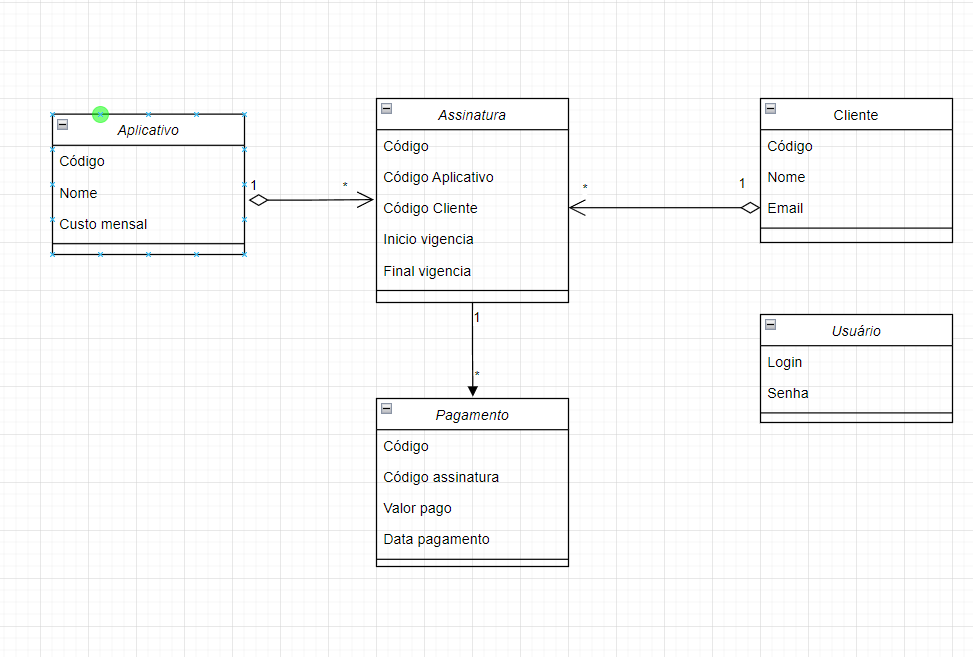 Aplicativo
Código
Nome
Custo mensal
1
*
Assinatura
Código
Código Aplicativo
Código Cliente
Inicio vigencia
Final vigencia
*
1
Cliente
Código
Nome
Email
1
*
Pagamento
Código
Código assinatura
Valor pago
Data pagamento
Usuário
Login
Senha